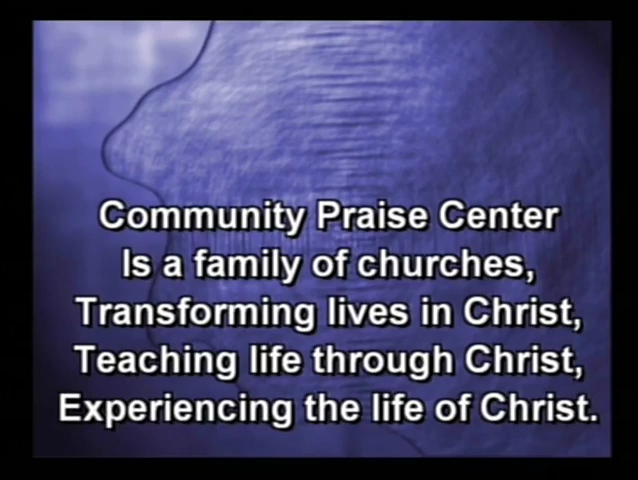 Community Praise Center
Is a family of churches,
Transforming lives in Christ,
Teaching life through Christ,
Experiencing the life of Christ.